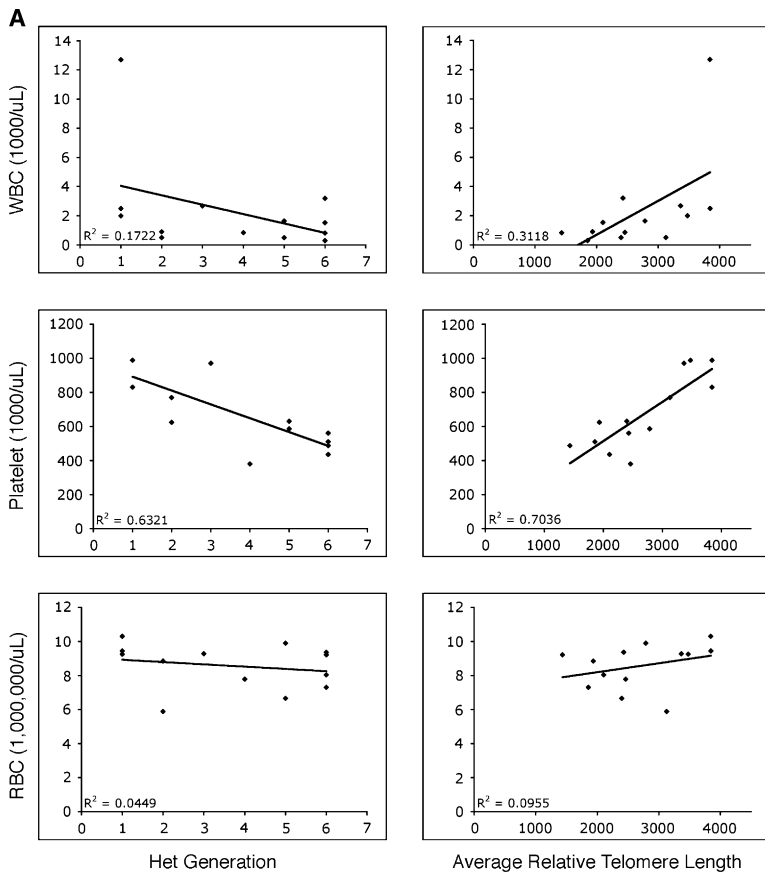 A
WBC (1000/uL)
14
12
10
8
6
4
2
0
R² = 0.1722
0 1 2 3 4 5 6 7
14
12
10
8
6
4
2
0
R² = 0.3118
0 1000 2000 3000 4000
Platelet (1000/uL)
1200
1000
800
600
400
200
0
R² = 0.6321
0 1 2 3 4 5 6 7
1200
1000
800
600
400
200
0
R² = 0.7036
0 1000 2000 3000 4000
RBC (1,000,000/uL)
12
10
8
6
4
2
0
R² = 0.0449
0 1 2 3 4 5 6 7
12
10
8
6
4
2
0
R² = 0.0955
0 1000 2000 3000 4000
Het Generation
Average Relative Telomere Length